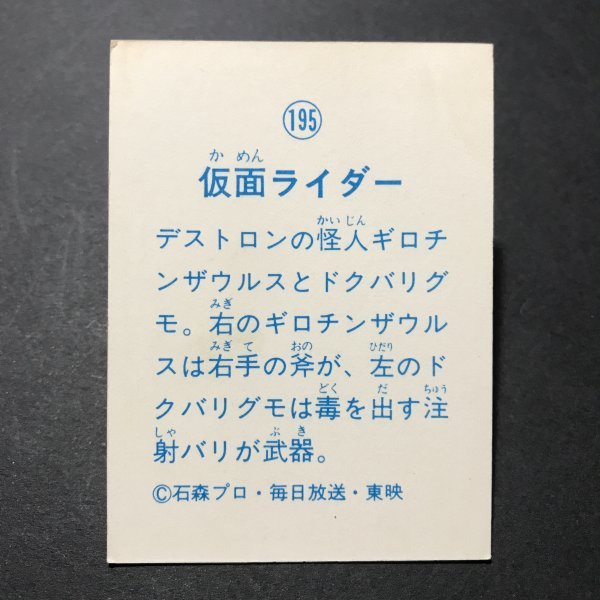 195
かめん
仮面ライダー
かいじん
デストロンの怪人ギロチ
ンザウルスとドクバリグ
みぎ
モ。右のギロチンザウル
みぎ て おの ひだり
スは右手の斧が、左のド
どく だ ちゅう
クバリグモは毒を出す注
しゃ ぶき
射バリが武器。
©石森プロ・毎日放送・東映